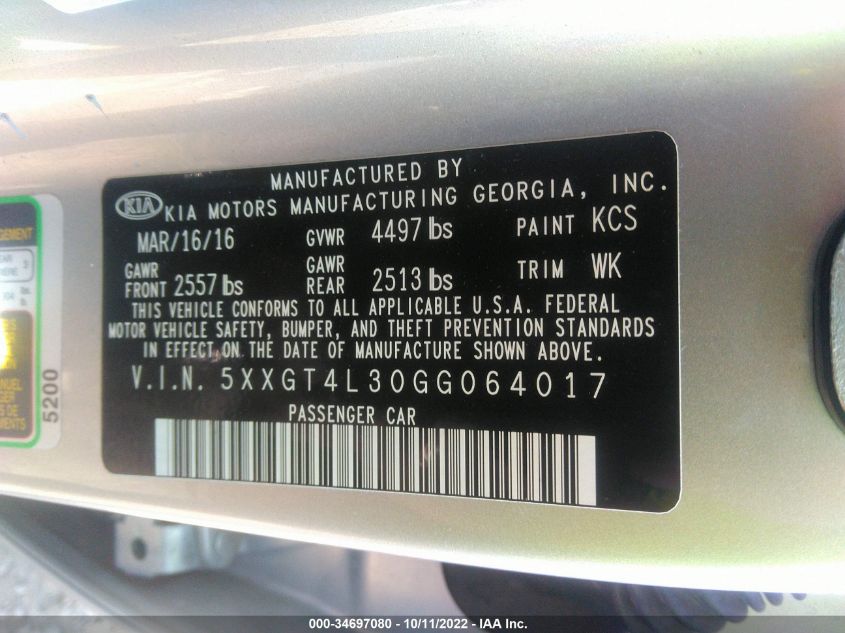 MANUFACTURED BY
KIA KIA MOTORS MANUFACTURING GEORGIA, INC.
MAR/16/16 GVWR 4497 lbs PAINT KCS
GAWR FRONT 2557 lbs GAWR REAR 2513 lbs TRIM WK
THIS VEHICLE CONFORMS TO ALL APPLICABLE U.S.A. FEDERAL
MOTOR VEHICLE SAFETY, BUMPER, AND THEFT PREVENTION STANDARDS
IN EFFECT ON THE DATE OF MANUFACTURE SHOWN ABOVE.
V.I.N. 5XXGT4L30GG064017
PASSENGER CAR
5200
000-34697080 - 10/11/2022 - IAA Inc.